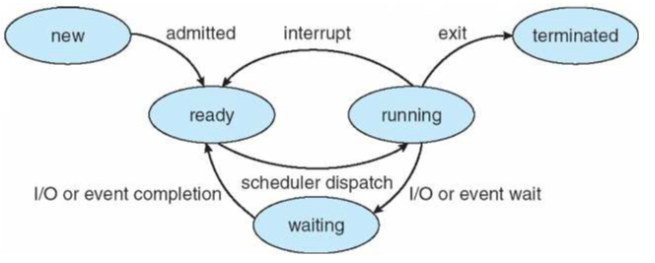 new
admitted
interrupt
exit
terminated
ready
running
scheduler dispatch
I/O or event completion
I/O or event wait
waiting